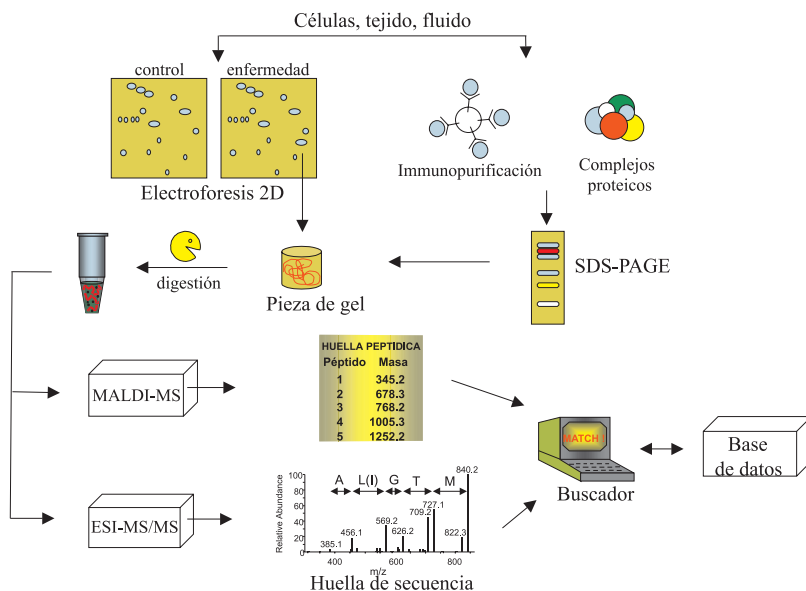 Células, tejido, fluido
control
enfermedad
Electroforesis 2D
Immunopurificación
Complejos
proteicos
SDS-PAGE
digestión
Pieza de gel
HUELLA PEPTIDICA
Péptido Masa
1 345.2
2 678.3
3 768.2
4 1005.3
5 1252.2
MALDI-MS
MATCH
Buscador
Base
de datos
ESI-MS/MS
Relative Abundance
100
80
60
40
20
0
A L(I) G T M
840.2
727.1
709.2
569.2
626.2
822.3
456.1
385.1
400 600 800
m/z
Huella de secuencia